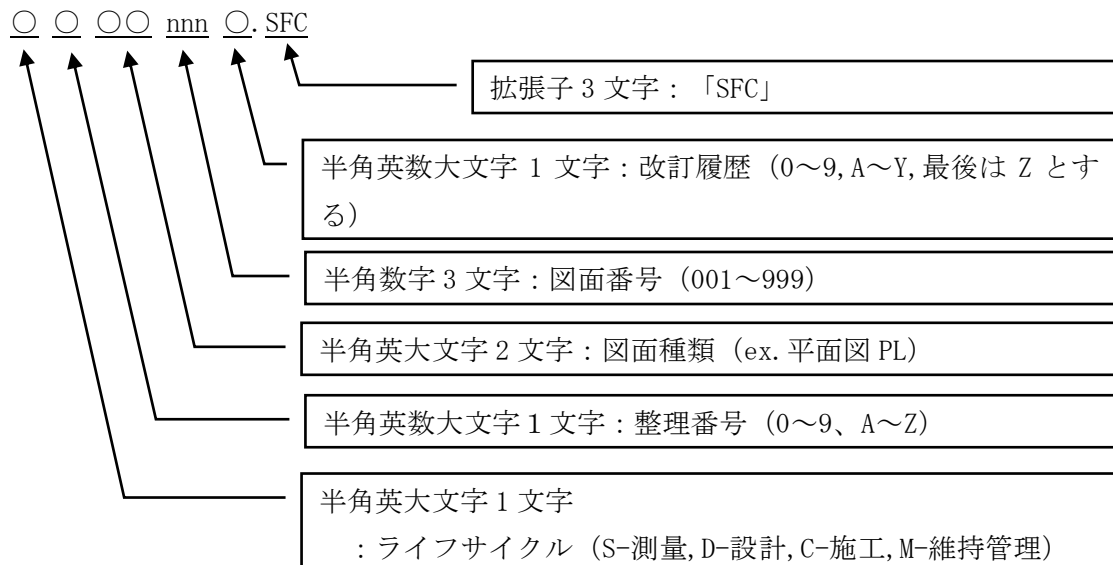 ○ ○ ○○ nnn ○.SFC
拡張子 3 文字：「SFC」
半角英数大文字 1 文字：改訂履歴（0～9,A～Y,最後は Z とす
る）
半角数字 3 文字：図面番号（001～999）
半角英大文字 2 文字：図面種類（ex.平面図 PL）
半角英数大文字１文字：整理番号（0～9、A～Z）
半角英大文字 1 文字
：ライフサイクル（S-測量,D-設計,C-施工,M-維持管理）